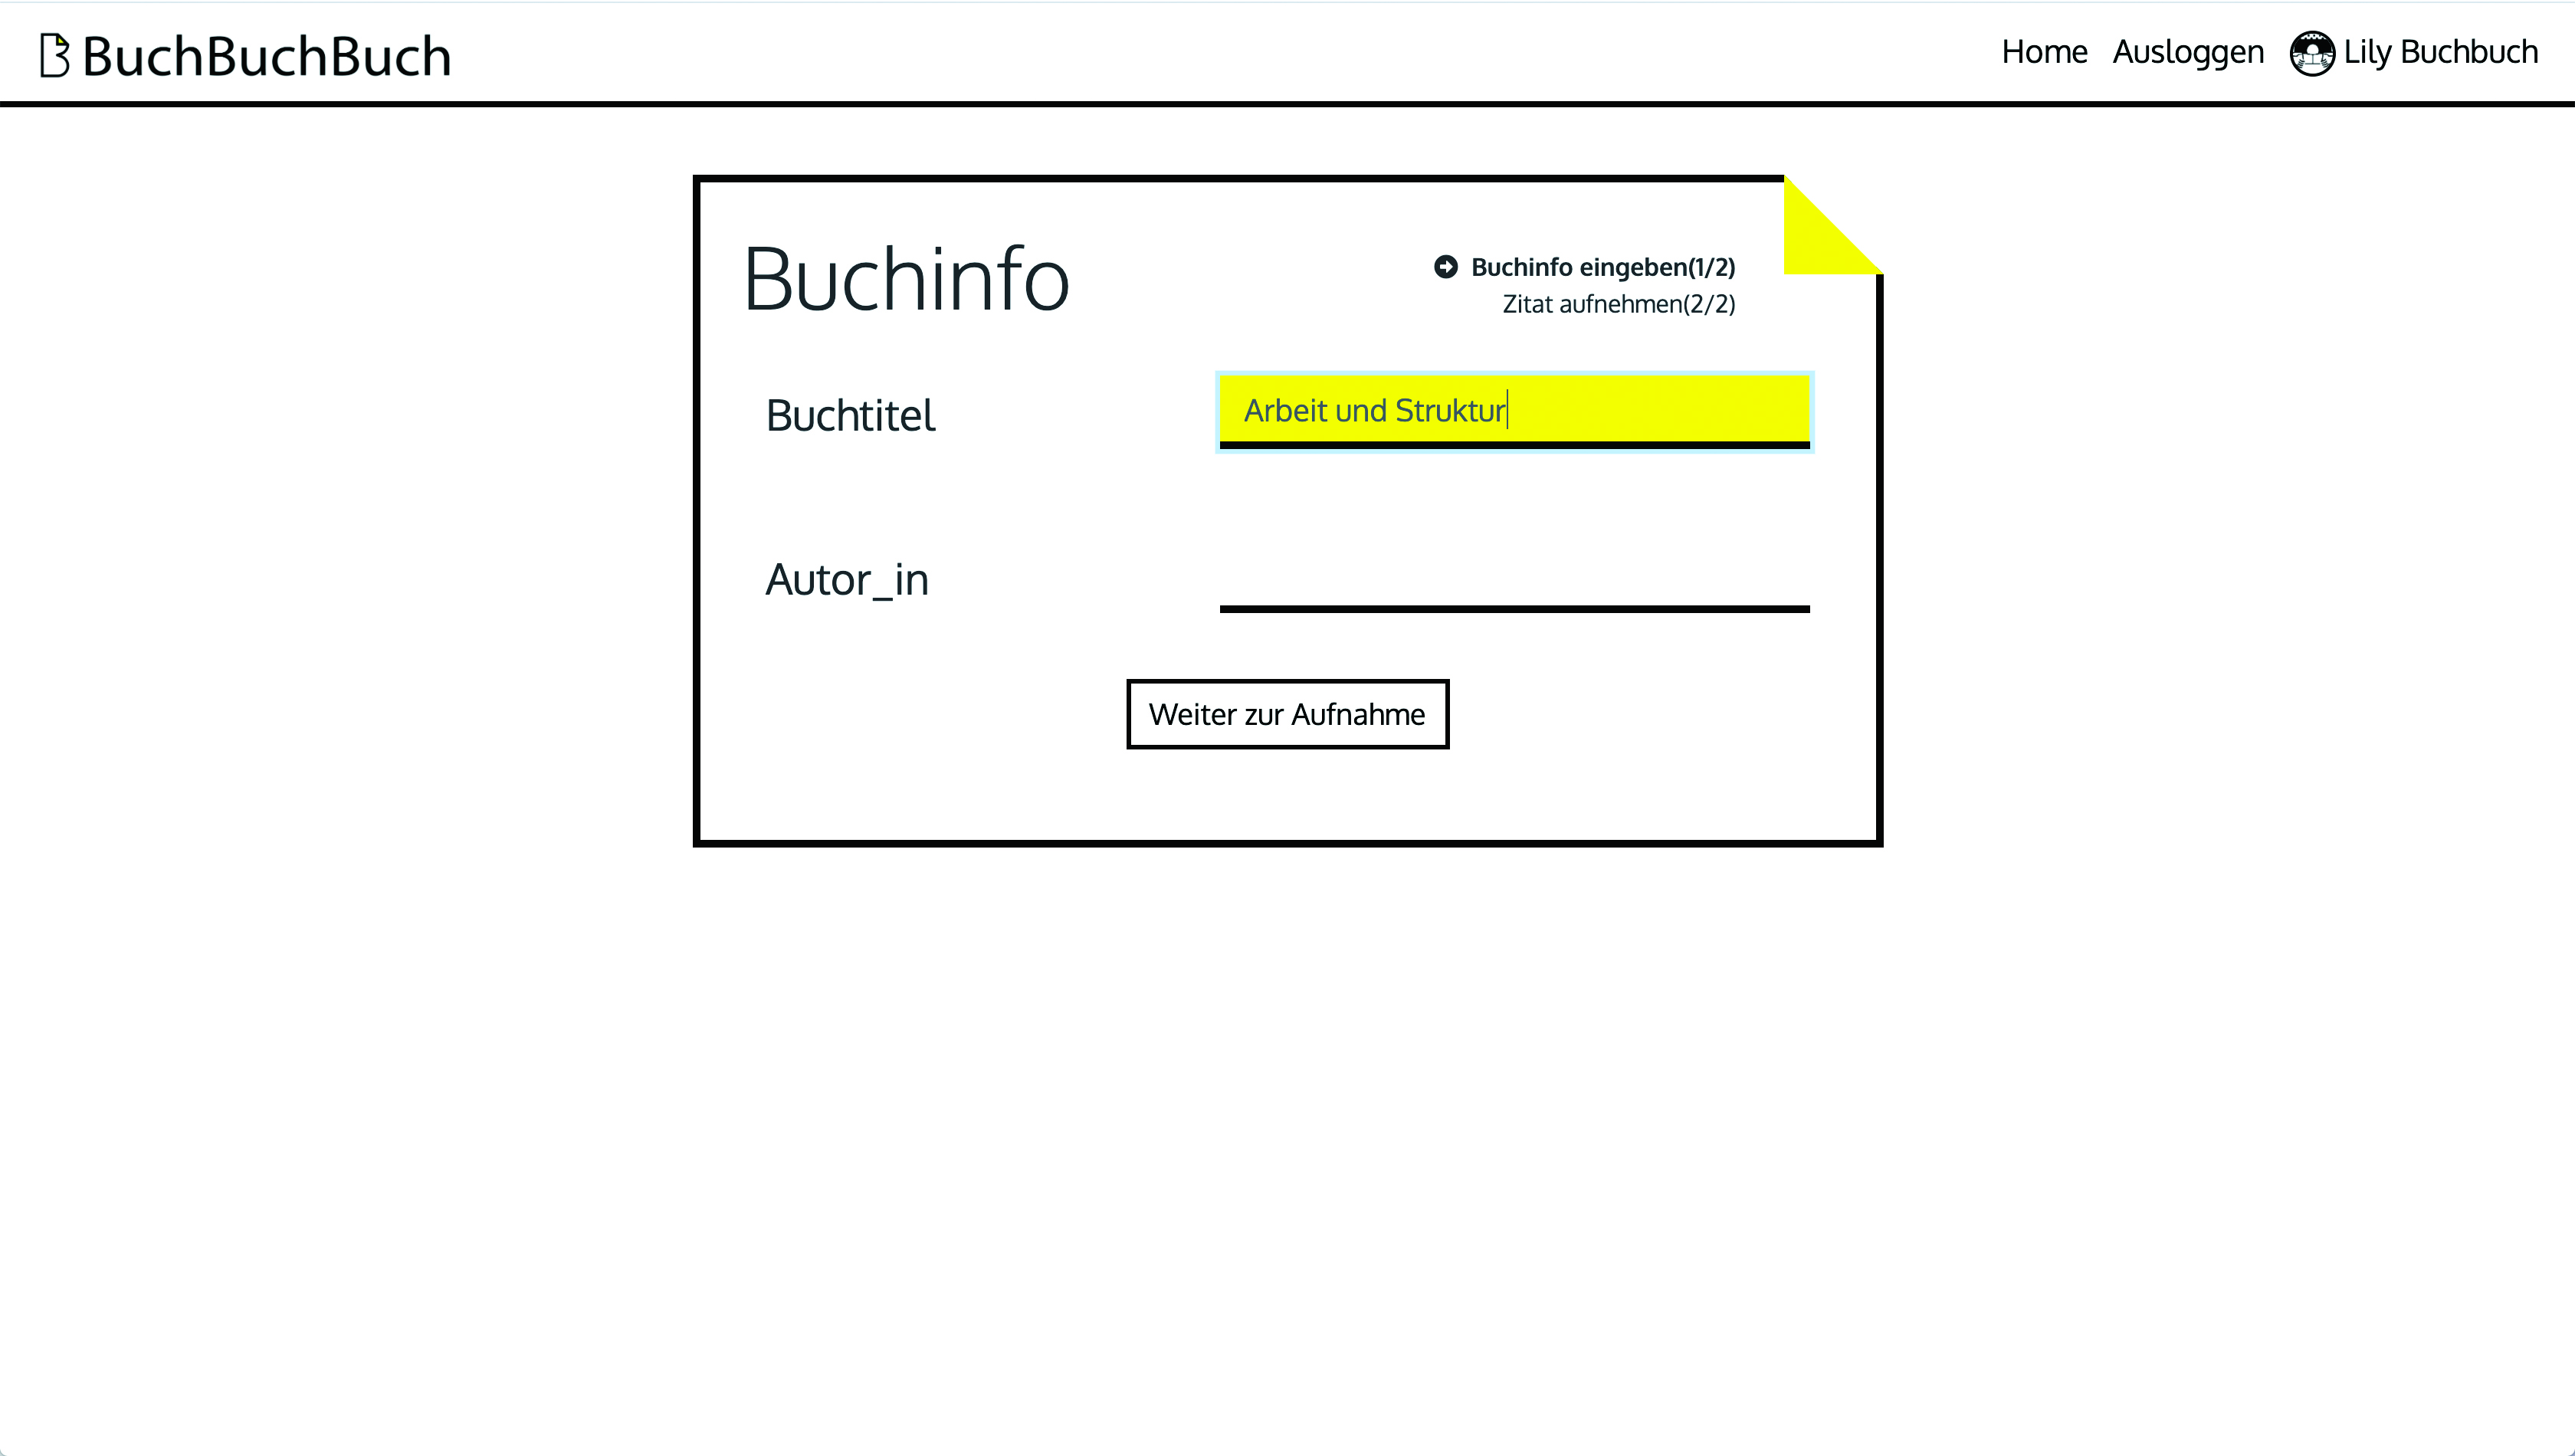 BuchBuchBuch
Home Ausloggen Lily Buchbuch
Buchinfo
Buchinfo eingeben(1/2)
Zitat aufnehmen(2/2)
Buchtitel
Arbeit und Struktur
Autor_in
Weiter zur Aufnahme